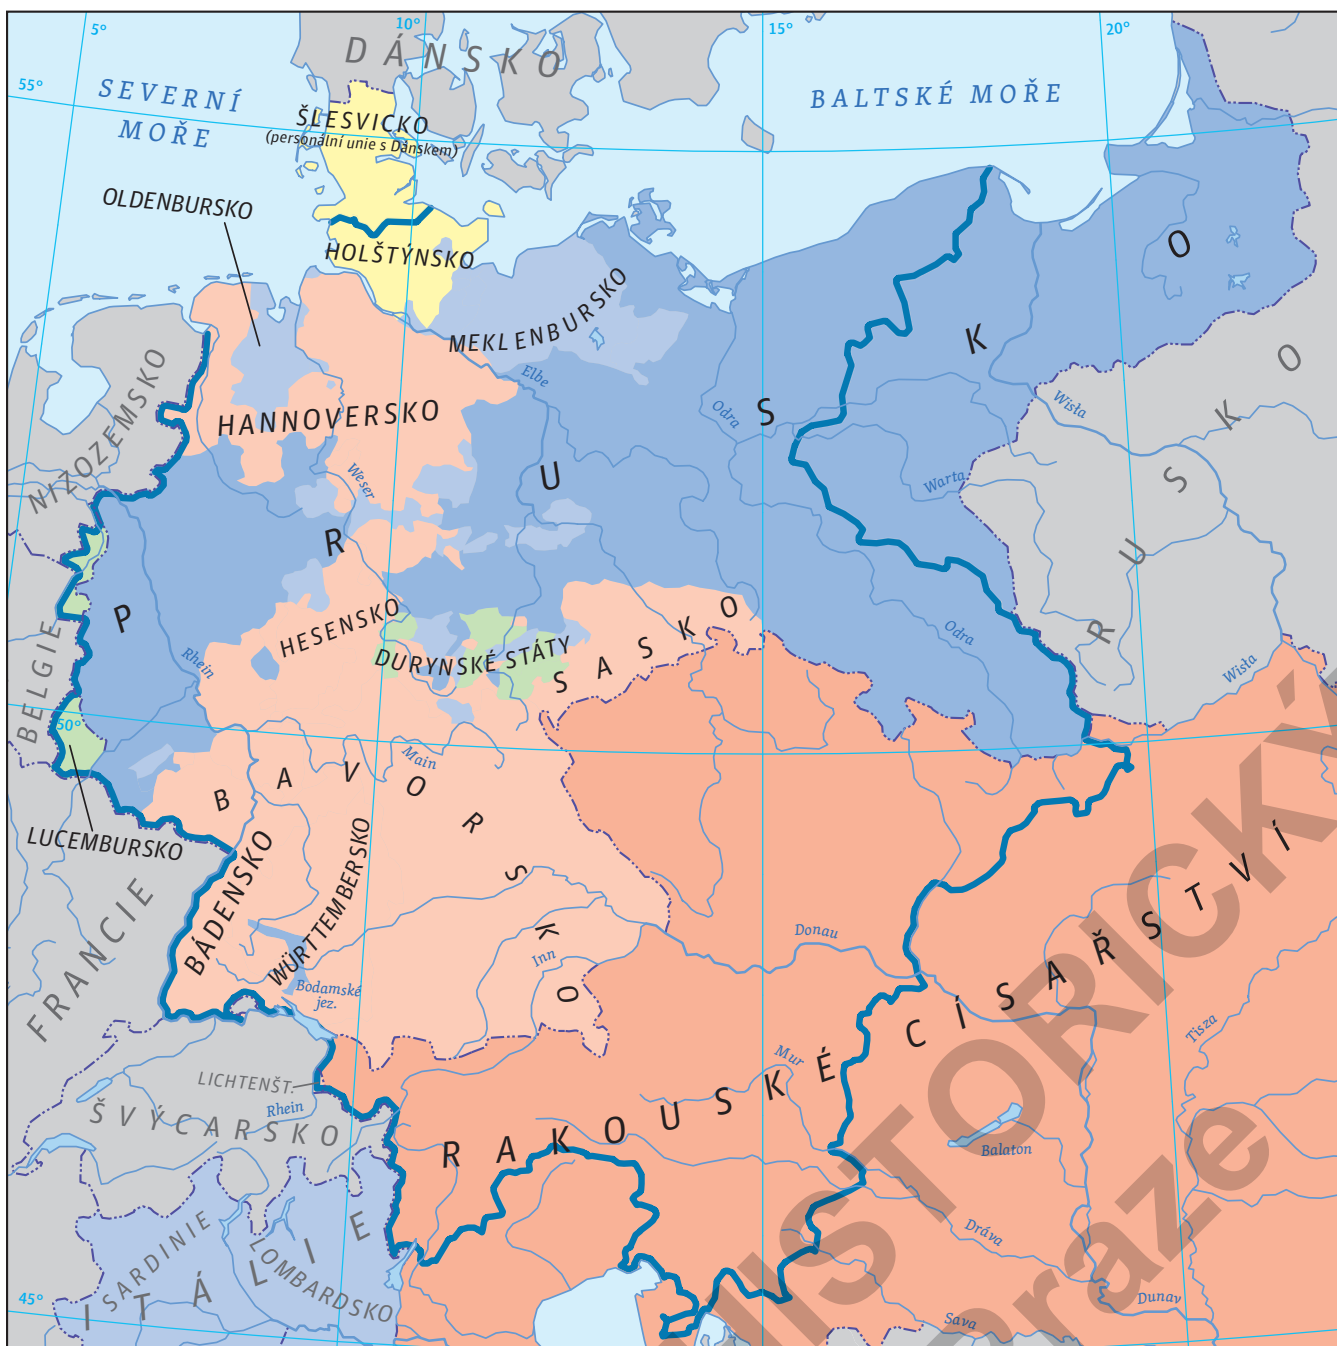 5°
10°
15°
20°
DÁNSKO
55°
SEVERNÍ
MOŘE
BALTSKÉ MOŘE
ŠLESVICKO
(personální unie s Dánskem)
OLDENBURSKO
HOLŠTÝNSKO
MEKLENBURSKO
NIZOZEMSKO
HANNOVERSKO
Elbe
Odra
Wisła
Weser
Warta
PRUSKO
RUSKO
BELGIE
HESENSKO
DURYNSKÉ STÁTY
SASKO
Rhein
Odra
Wisła
50°
Main
BAVORSKO
LUCEMBURSKO
BÁDENSKO
WÜRTTEMBERSKO
FRANCIE
Donau
Inn
Bodamské
jez.
RAKOUSKÉ CÍSAŘSTVÍ
Tisza
Mur
LICHTENŠT.
Rhein
ŠVÝCARSKO
Balaton
SARDINIE
LOMBARDSKO
ITÁLIE
Dráva
Dunav
Sava
45°
HISTORICKÝ
Praze